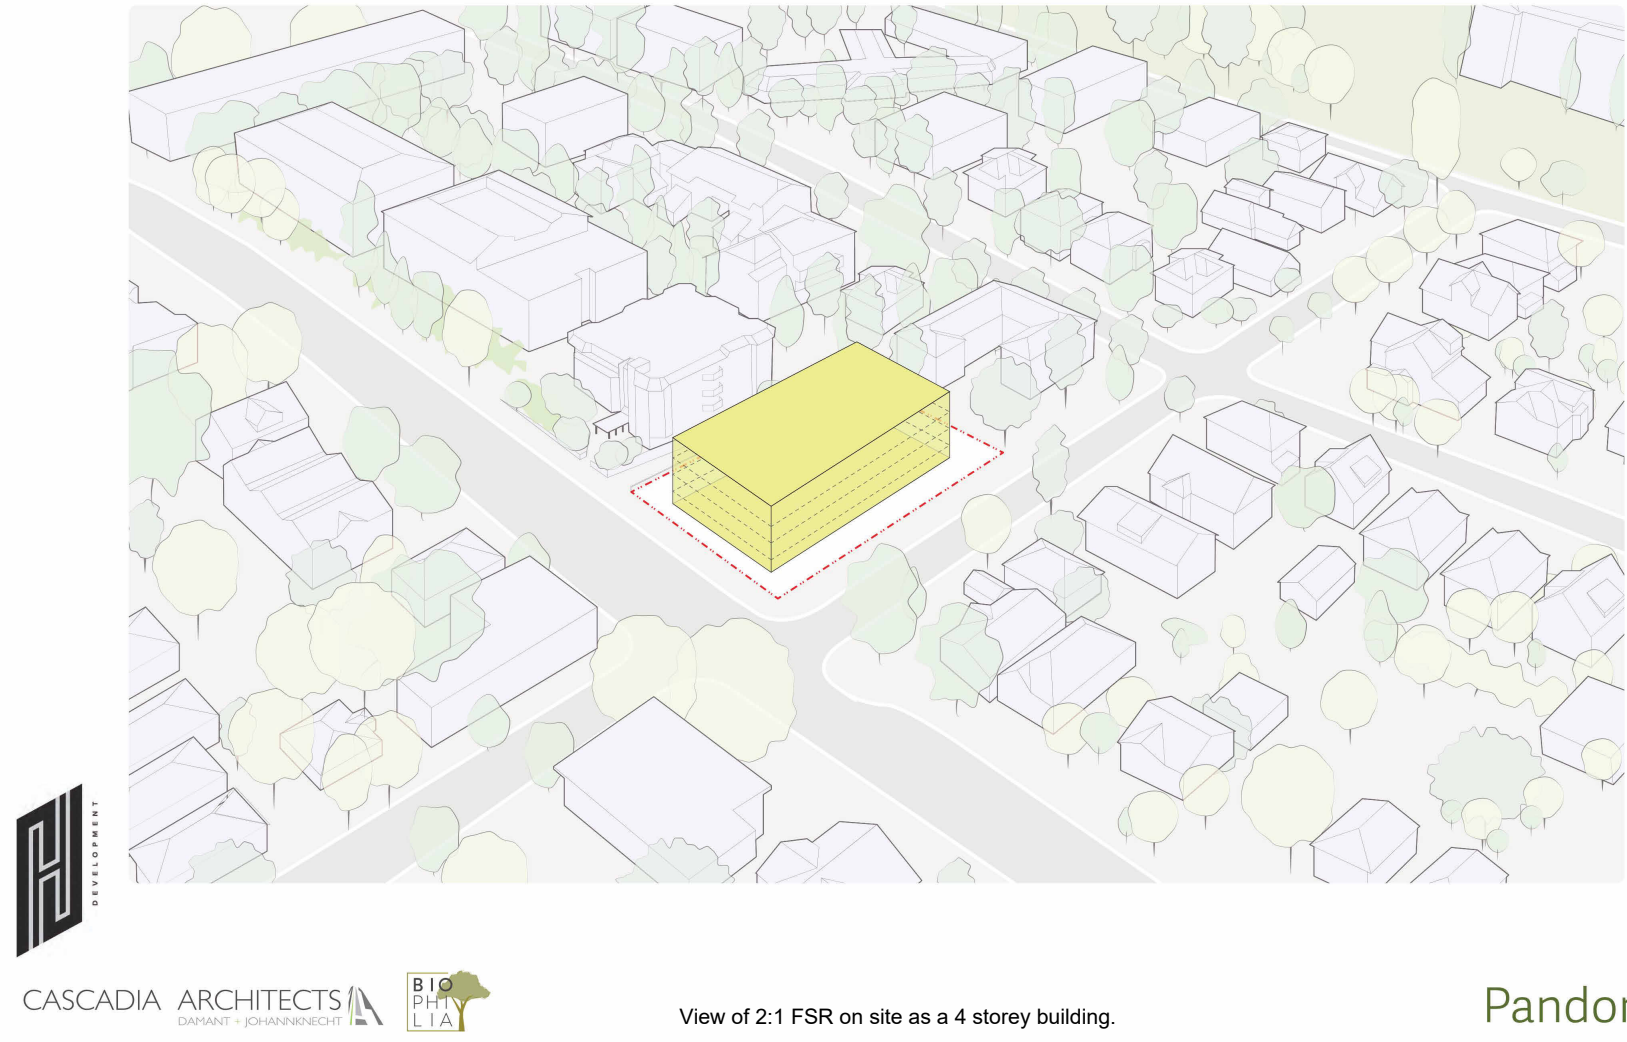 DEVELOPMENT
CASCADIA ARCHITECTS
DAMANT + JOHANNKNECHT
BIO
PHI
LIA
View of 2:1 FSR on site as a 4 storey building.
Pandor